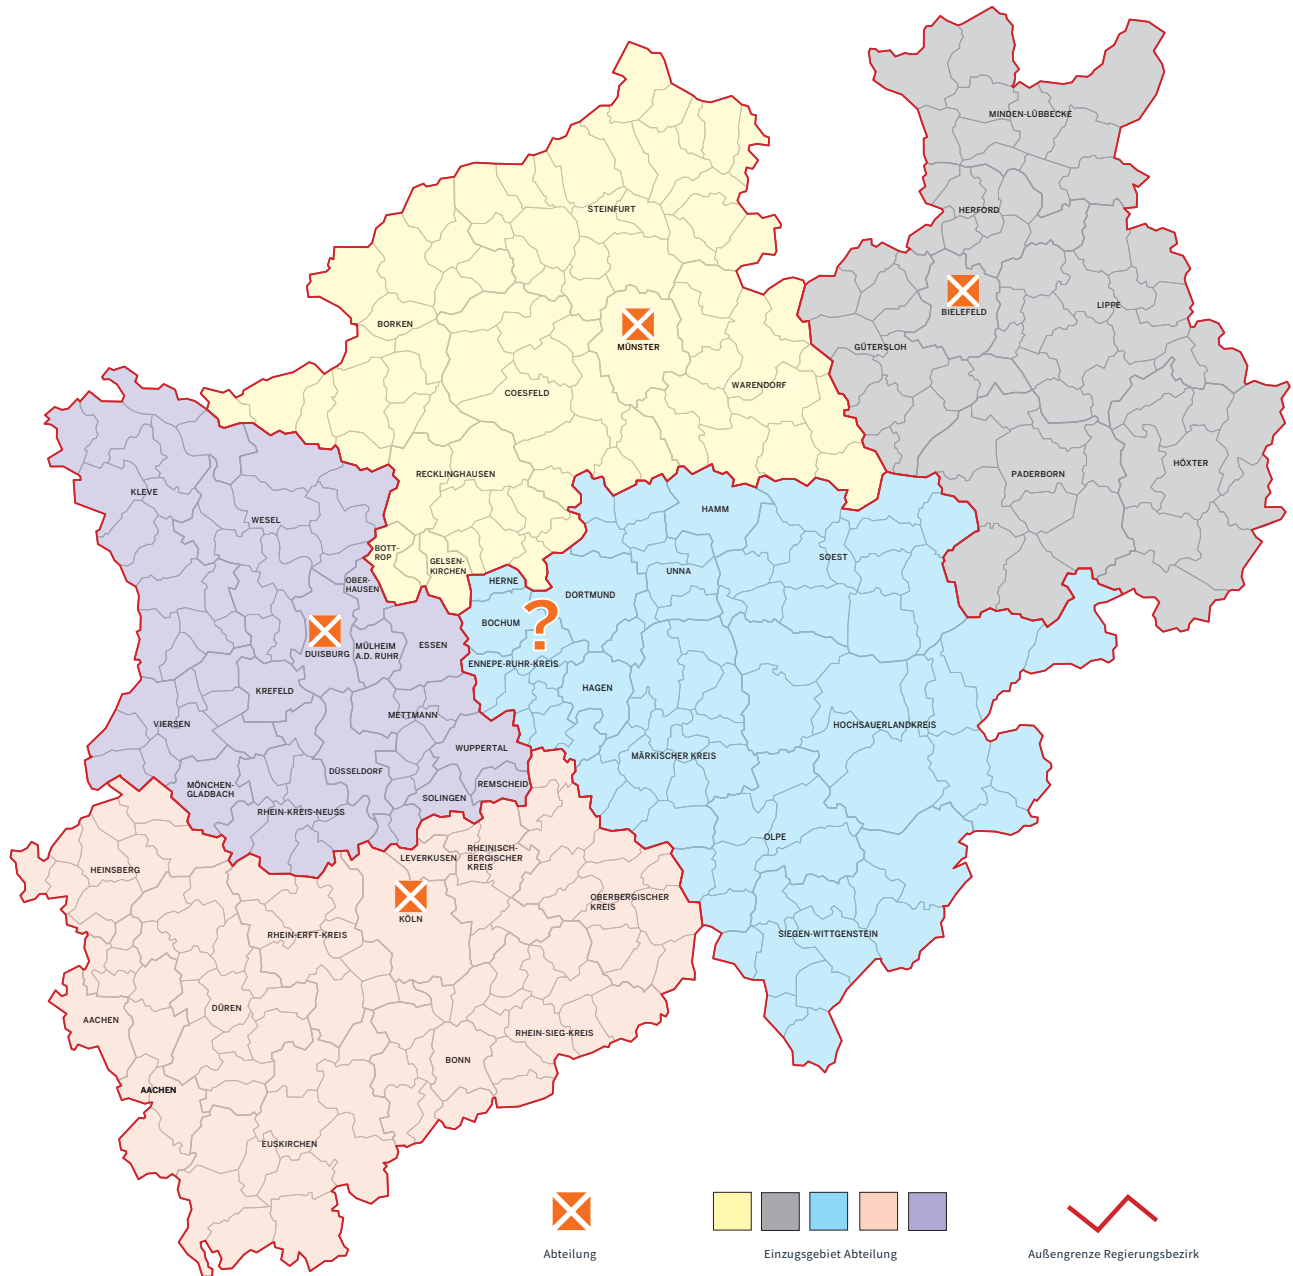 MINDEN-LÜBBECKE
STEINFURT
HERFORD
LIPPE
BIELEFELD
BORKEN
MÜNSTER
GÜTERSLOH
WARENDORF
COESFELD
HÖXTER
RECKLINGHAUSEN
PADERBORN
KLEVE
HAMM
WESEL
BOTT-
ROP
SOEST
GELSEN-
KIRCHEN
UNNA
HERNE
OBER-
HAUSEN
DORTMUND
?
BOCHUM
ESSEN
MÜLHEIM
A.D. RUHR
DUISBURG
ENNEPE-RUHR-KREIS
HAGEN
KREFELD
METTMANN
VIERSEN
HOCHSAUERLANDKREIS
WUPPERTAL
MÄRKISCHER KREIS
DÜSSELDORF
REMSCHEID
MÖNCHEN-
GLADBACH
SOLINGEN
RHEIN-KREIS-NEUSS
OLPE
RHEINISCH-
BERGISCHER
KREIS
LEVERKUSEN
HEINSBERG
OBERBERGISCHER
KREIS
KÖLN
RHEIN-ERFT-KREIS
SIEGEN-WITTGENSTEIN
DÜREN
AACHEN
RHEIN-SIEG-KREIS
BONN
AACHEN
EUSKIRCHEN
Abteilung
Einzugsgebiet Abteilung
Außengrenze Regierungsbezirk